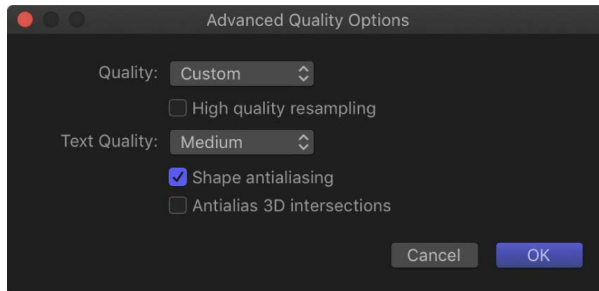 Advanced Quality Options
Quality: Custom
High quality resampling
Text Quality: Medium
Shape antialiasing
Antialias 3D intersections
Cancel OK